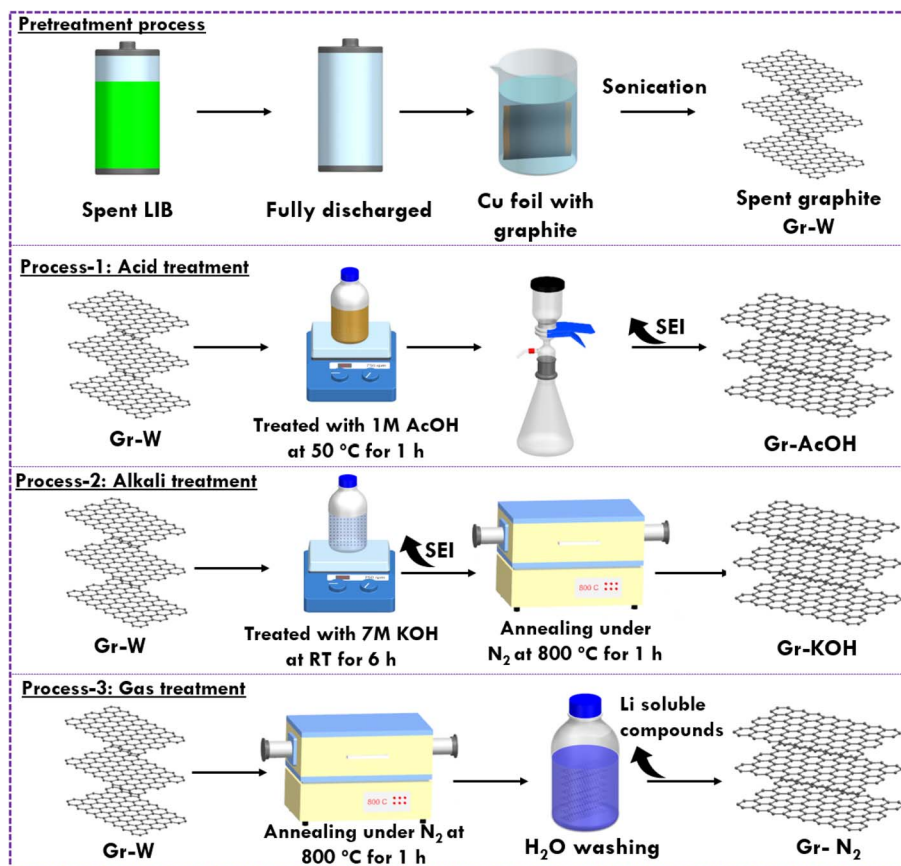 Pretreatment process
Sonication
Spent LIB
Fully discharged
Cu foil with
graphite
Spent graphite
Gr-W
Process-1: Acid treatment
SEI
Gr-W
Treated with 1M AcOH
at 50 °C for 1 h
Gr-AcOH
Process-2: Alkali treatment
SEI
800 C
Gr-W
Treated with 7M KOH
at RT for 6 h
Annealing under
N₂ at 800 °C for 1 h
Gr-KOH
Process-3: Gas treatment
Li soluble
compounds
800 C
Gr-W
Annealing under N₂ at
800 °C for 1 h
H₂O washing
Gr- N₂